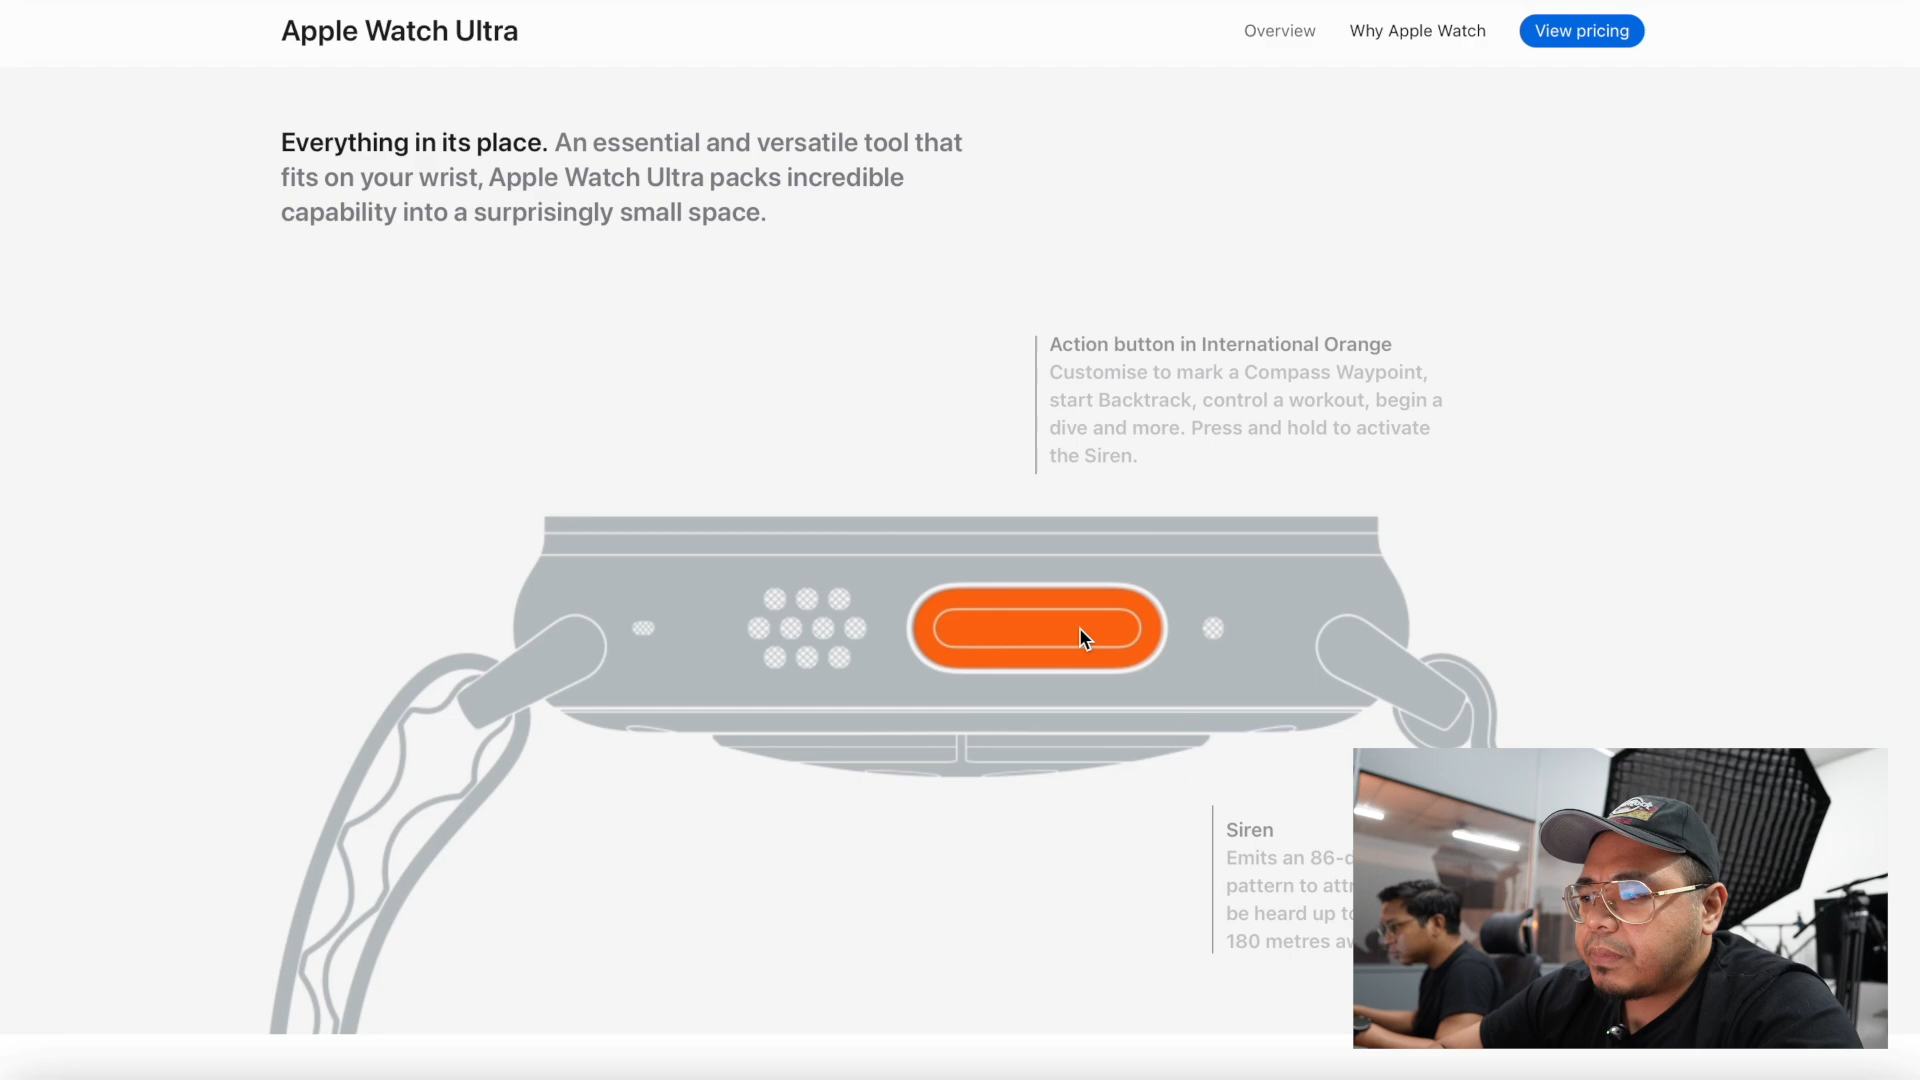 Apple Watch Ultra
Overview
Why Apple Watch
View pricing
Everything in its place. An essential and versatile tool that
fits on your wrist, Apple Watch Ultra packs incredible
capability into a surprisingly small space.
Action button in International Orange
Customise to mark a Compass Waypoint,
start Backtrack, control a workout, begin a
dive and more. Press and hold to activate
the Siren.
Siren
Emits an 86-
pattern to
be heard up
180 metres